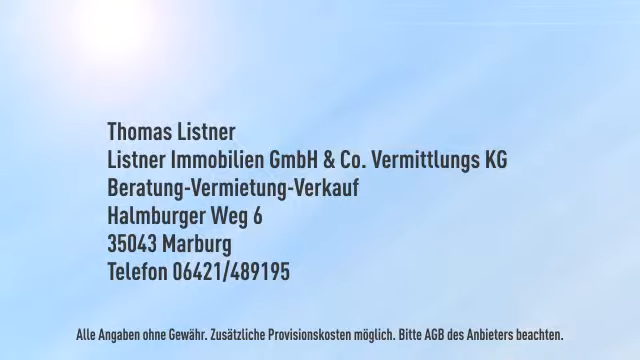 Thomas Listner
Listner Immobilien GmbH & Co. Vermittlungs KG
Beratung-Vermietung-Verkauf
Halmburger Weg 6
35043 Marburg
Telefon 06421/489195
Alle Angaben ohne Gewähr. Zusätzliche Provisionskosten möglich. Bitte AGB des Anbieters beachten.